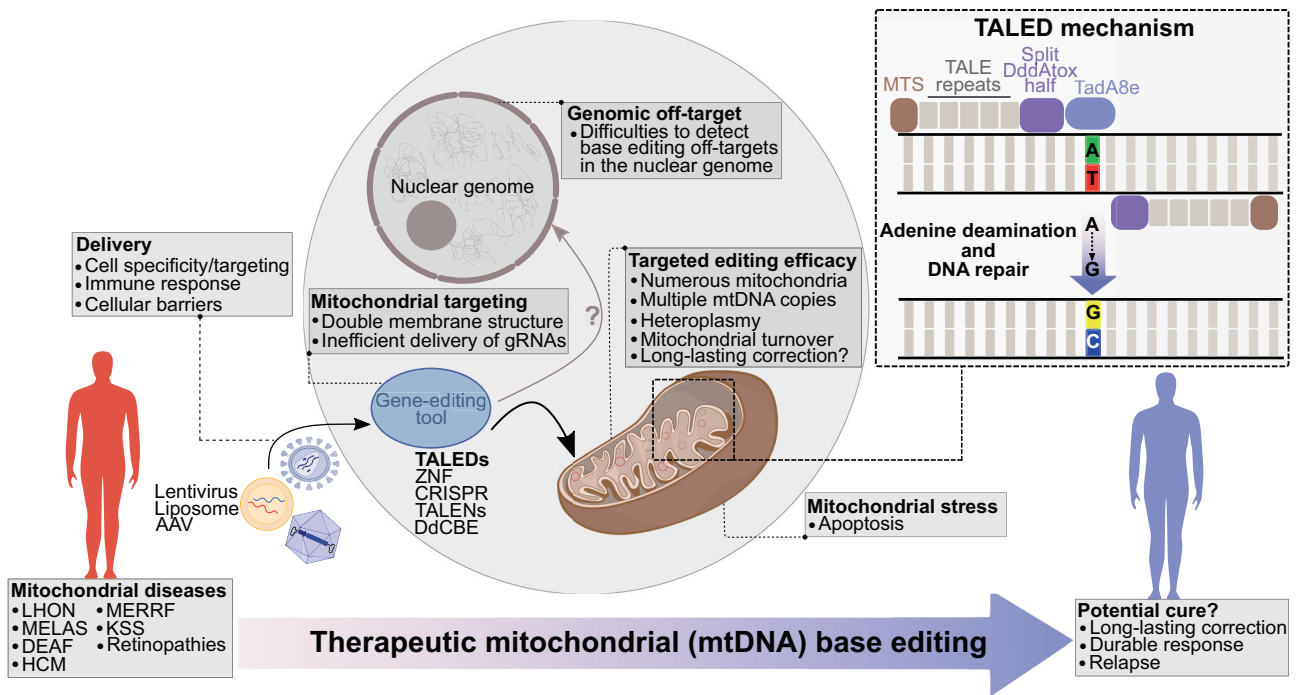 TALED mechanism
MTS
TALE
repeats
Split
DddAtox
half
TadA8e
A
T
Adenine deamination
and
DNA repair
A
G
G
C
Genomic off-target
• Difficulties to detect
base editing off-targets
in the nuclear genome
Nuclear genome
Delivery
• Cell specificity/targeting
• Immune response
• Cellular barriers
Mitochondrial targeting
• Double membrane structure
• Inefficient delivery of gRNAs
?
Targeted editing efficacy
• Numerous mitochondria
• Multiple mtDNA copies
• Heteroplasmy
• Mitochondrial turnover
• Long-lasting correction?
Gene-editing
tool
TALEDs
ZNF
CRISPR
TALENs
DdCBE
Lentivirus
Liposome
AAV
Mitochondrial stress
• Apoptosis
Mitochondrial diseases
• LHON • MERRF
• MELAS • KSS
• DEAF • Retinopathies
• HCM
Therapeutic mitochondrial (mtDNA) base editing
Potential cure?
• Long-lasting correction
• Durable response
• Relapse